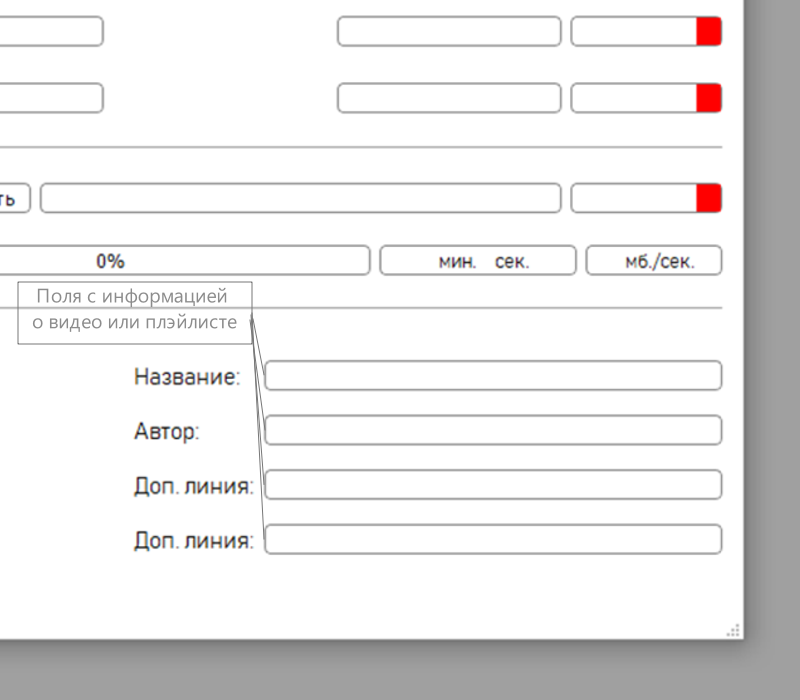 ть
0%
мин. сек.
мб./сек.
Поля с информацией
о видео или плэйлисте
Название:
Автор:
Доп. линия:
Доп. линия: